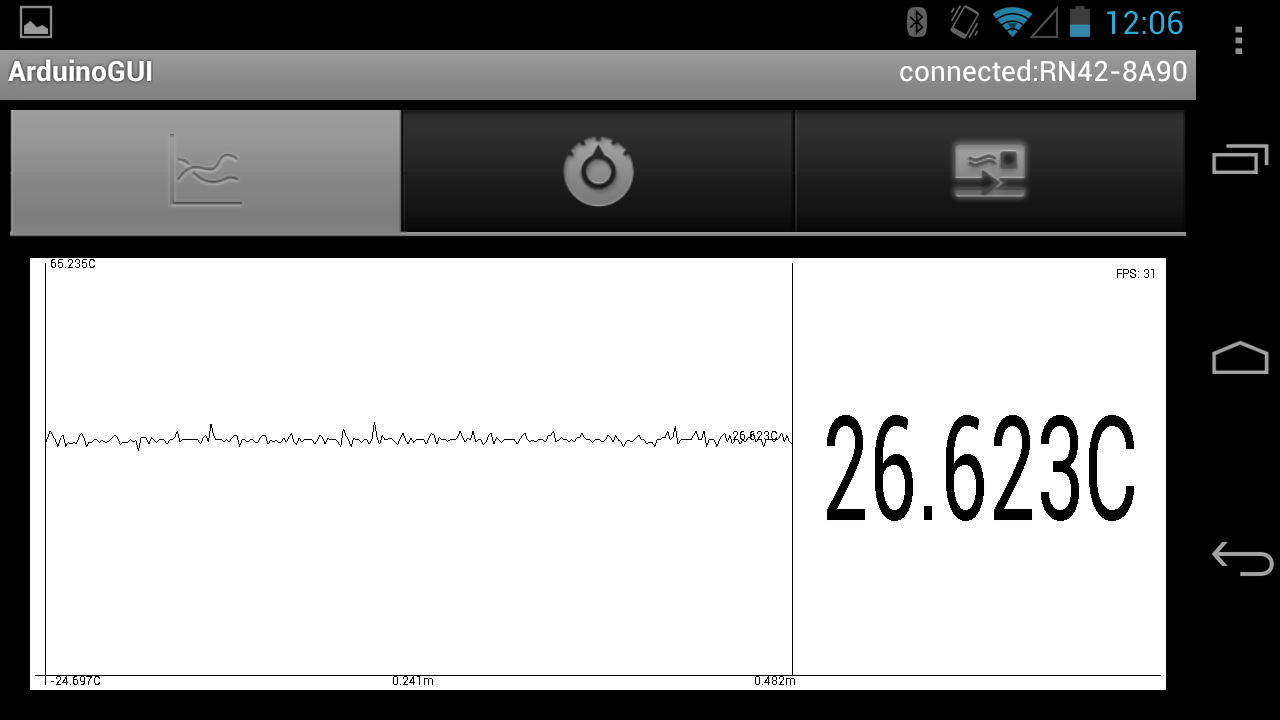 12:06
ArduinoGUI
connected:RN42-8A90
65.235C
FPS: 31
26.623C
26.623C
-24.697C
0.241m
0.482m